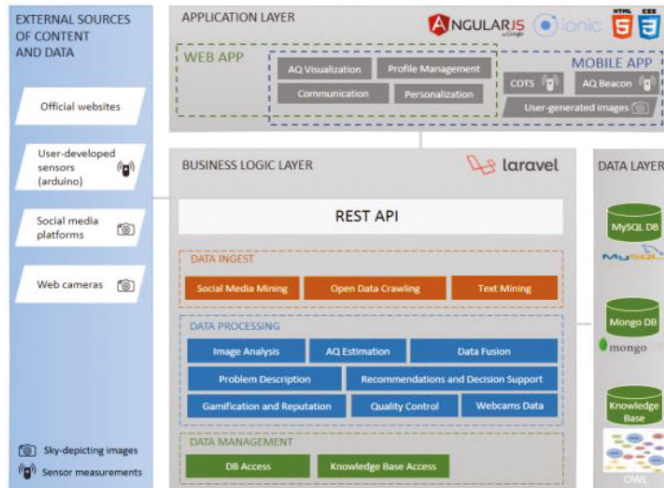 EXTERNAL SOURCES
OF CONTENT
AND DATA
Official websites
User-developed
sensors
(arduino)
Social media
platforms
Web cameras
Sky-depicting images
Sensor measurements
APPLICATION LAYER
ANGULARJS
by Google
ionic
HTML
5
CSS
3
WEB APP
MOBILE APP
AQ Visualization
Profile Management
Communication
Personalization
COTS
AQ Beacon
User-generated images
BUSINESS LOGIC LAYER
laravel
REST API
DATA INGEST
Social Media Mining
Open Data Crawling
Text Mining
DATA PROCESSING
Image Analysis
AQ Estimation
Data Fusion
Problem Description
Recommendations and Decision Support
Gamification and Reputation
Quality Control
Webcams Data
DATA MANAGEMENT
DB Access
Knowledge Base Access
DATA LAYER
MySQL DB
MySQL
Mongo DB
mongo
Knowledge
Base
OWL